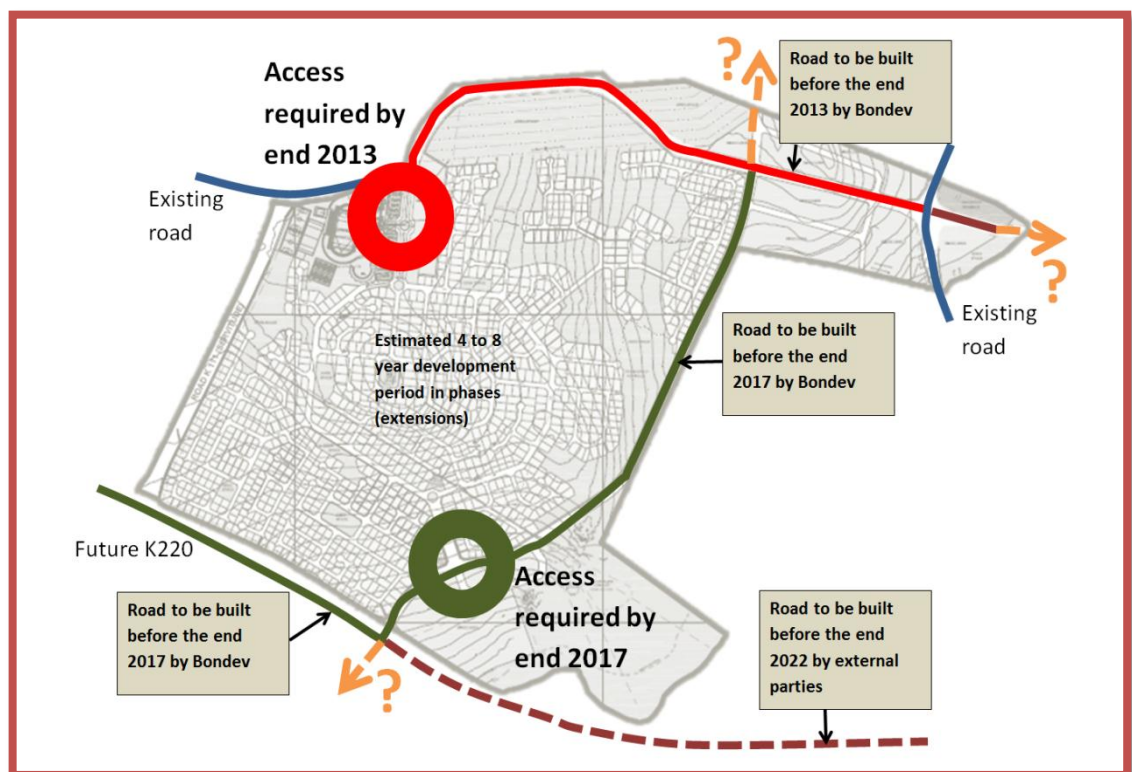 Access
required by
end 2013
?
Road to be built
before the end
2013 by Bondev
Existing
road
?
Existing
road
Estimated 4 to 8
year development
period in phases
(extensions)
Road to be built
before the end
2017 by Bondev
Future K220
Access
required by
end 2017
Road to be built
before the end
2017 by Bondev
?
Road to be built
before the end
2022 by external
parties